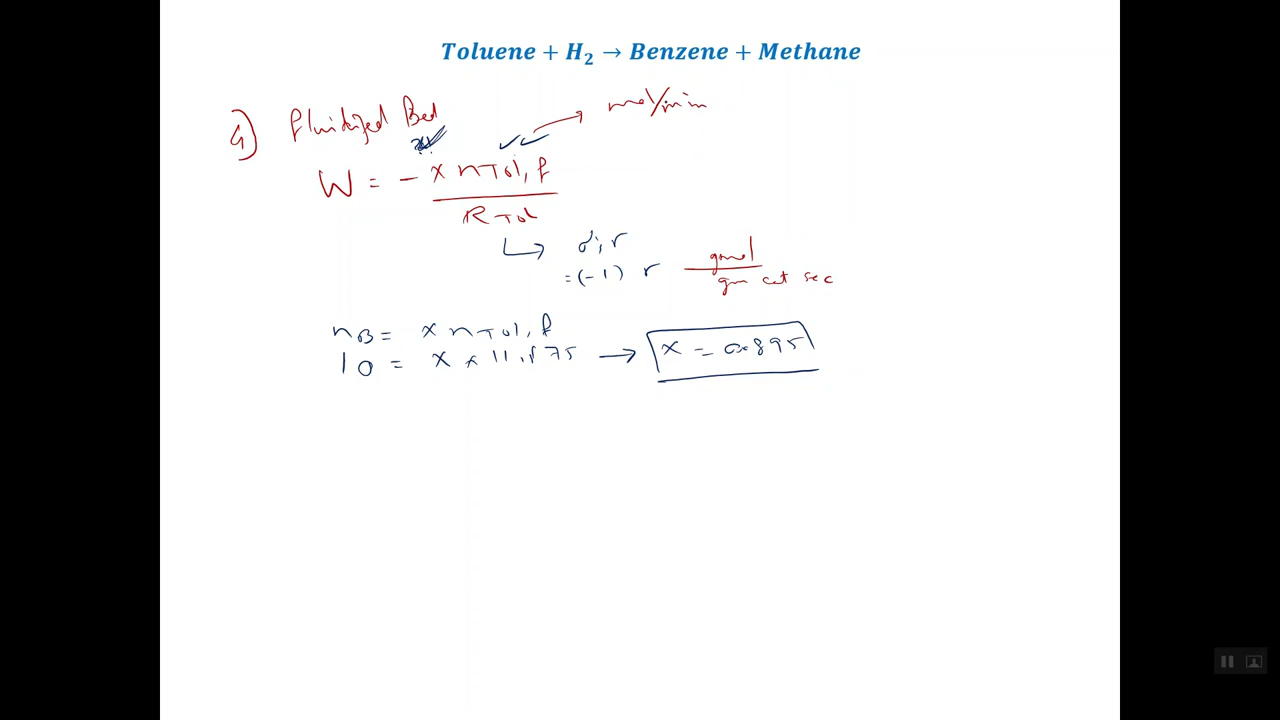 Toluene + H₂ → Benzene + Methane
4) Fluidized Bed
mol/min
W = - x nTol, f / RTol
↳ σi r
= (-1) r gmol / gm cat sec
nB = x nTol, f
10 = x × 11.175 → x = 0.895